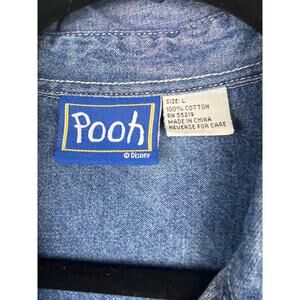 Pooh
© Disney
SIZE: L
100% COTTON
RN 55219
MADE IN CHINA
REVERSE FOR CARE